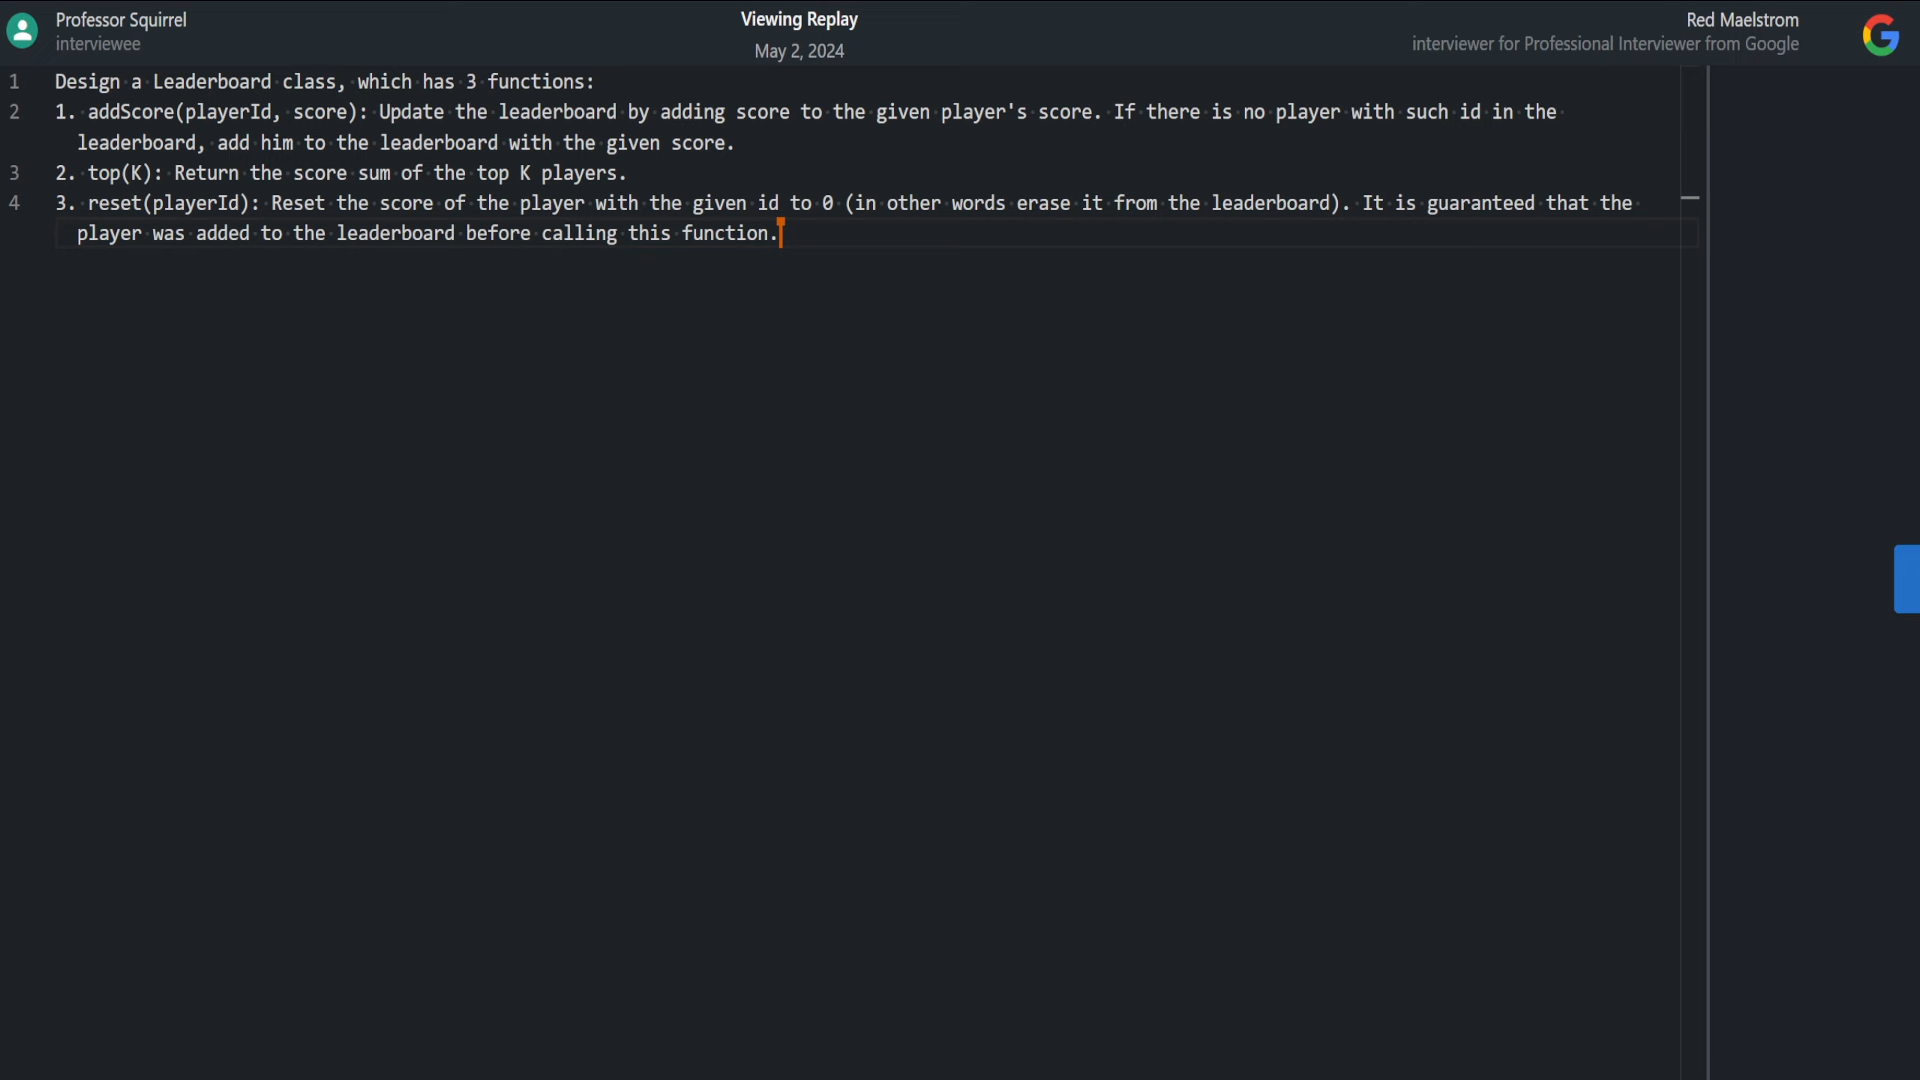 Professor Squirrel
interviewee
Viewing Replay
May 2, 2024
Red Maelstrom
interviewer for Professional Interviewer from Google
1 Design a Leaderboard class, which has 3 functions:
2 1. addScore(playerId, score): Update the leaderboard by adding score to the given player's score. If there is no player with such id in the
leaderboard, add him to the leaderboard with the given score.
3 2. top(K): Return the score sum of the top K players.
4 3. reset(playerId): Reset the score of the player with the given id to 0 (in other words erase it from the leaderboard). It is guaranteed that the
player was added to the leaderboard before calling this function.